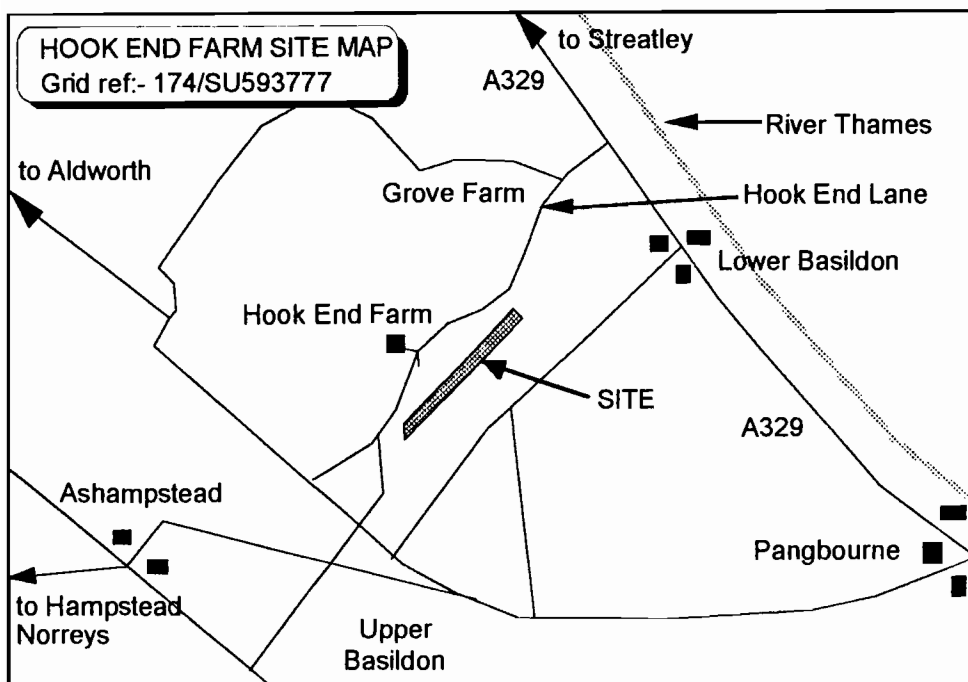 HOOK END FARM SITE MAP
Grid ref:- 174/SU593777
to Streatley
A329
River Thames
to Aldworth
Grove Farm
Hook End Lane
Lower Basildon
Hook End Farm
SITE
A329
Ashampstead
Pangbourne
to Hampstead
Norreys
Upper
Basildon